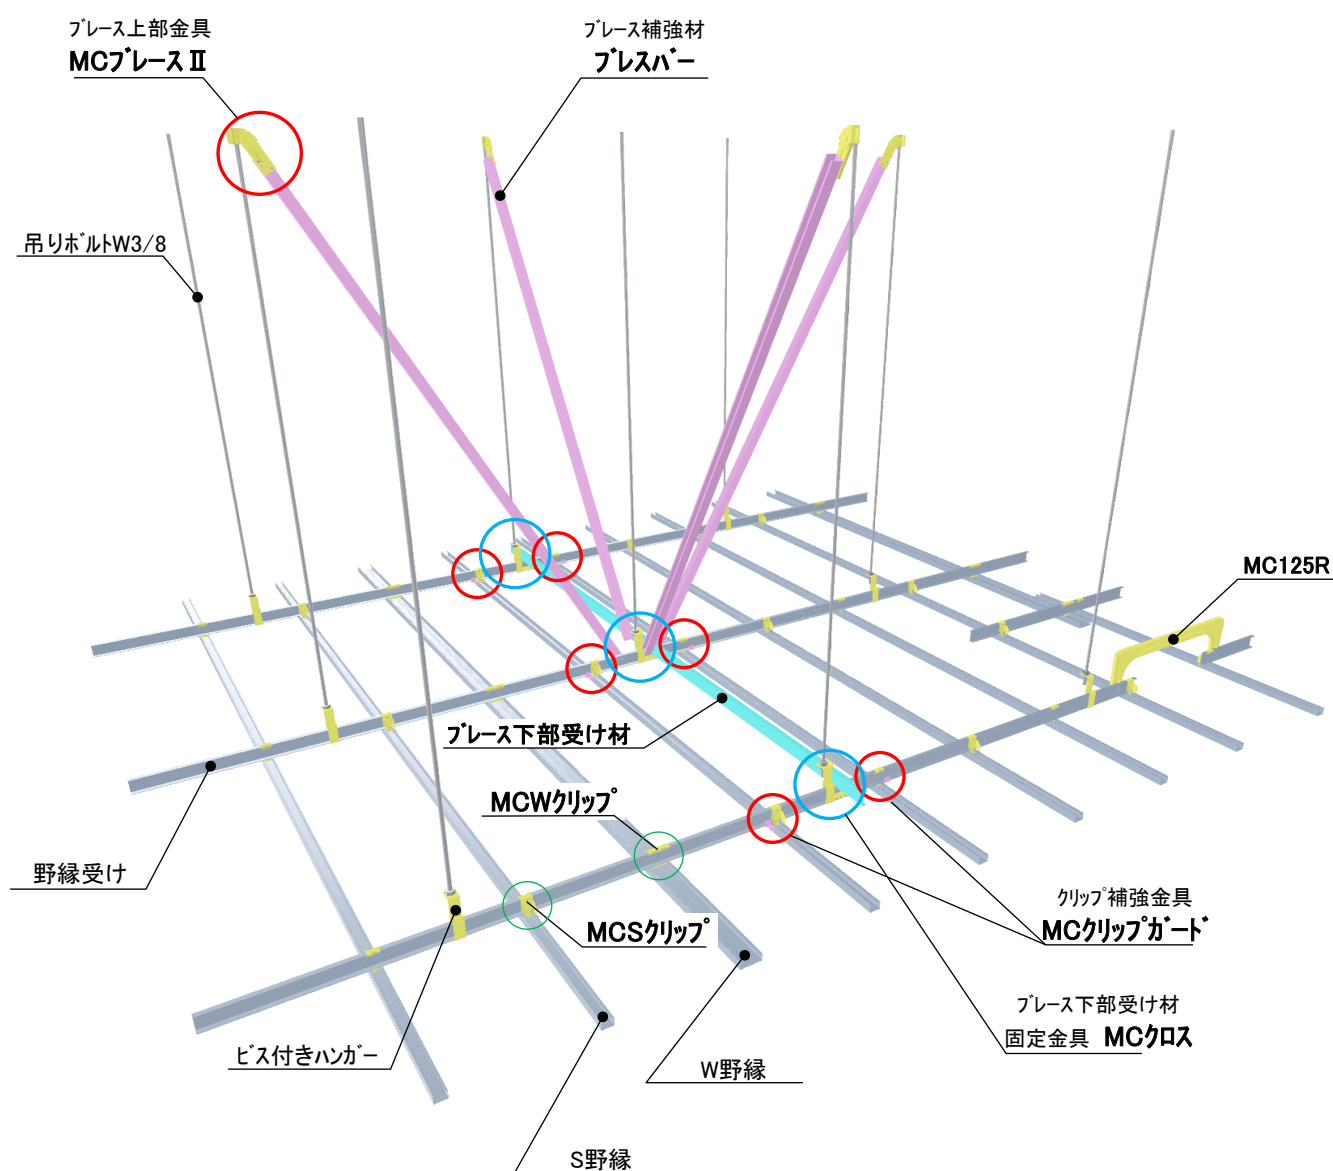 ブレース上部金具
MCブレースⅡ
ブレース補強材
ブレスバー
吊りボルトW3/8
MC125R
ブレース下部受け材
MCWクリップ
野縁受け
MCSクリップ
クリップ補強金具
MCクリップガード
ブレース下部受け材
固定金具 MCクロス
ビス付きハンガー
W野縁
S野縁